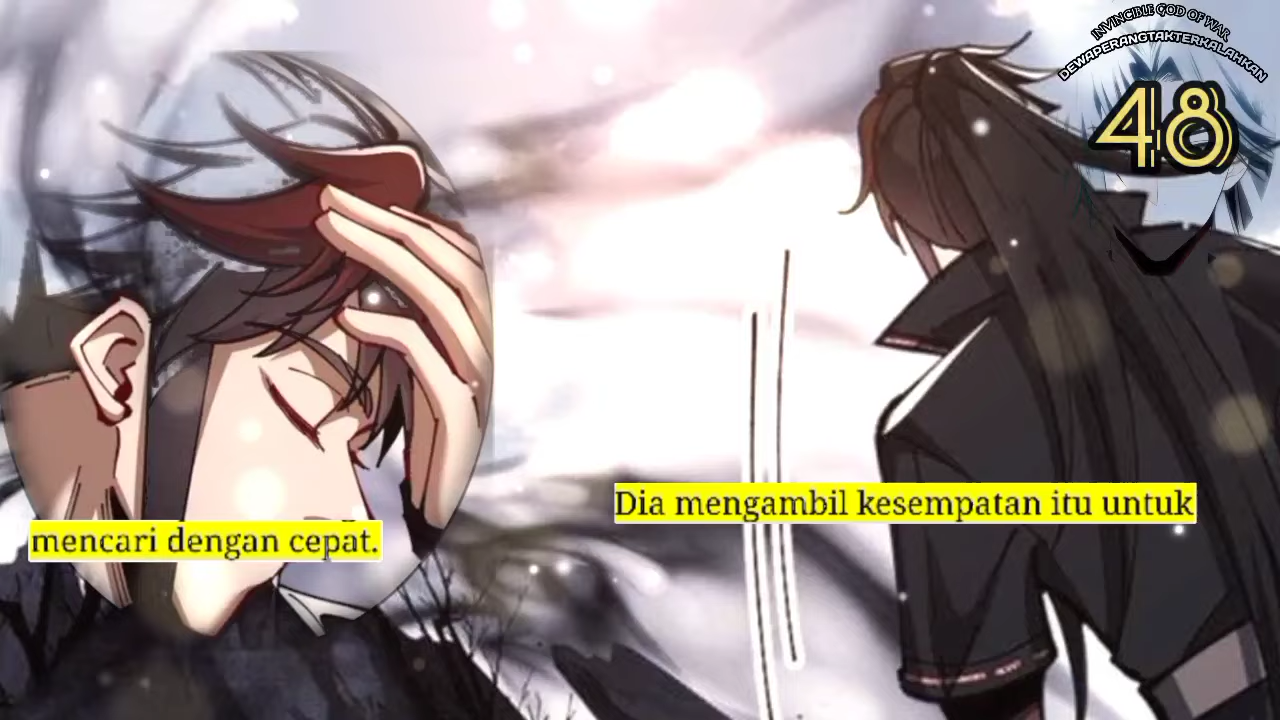 INVINCIBLE GOD OF WAR
DEWAPERANGTAKTERKALAHKAN
48
Dia mengambil kesempatan itu untuk
mencari dengan cepat.